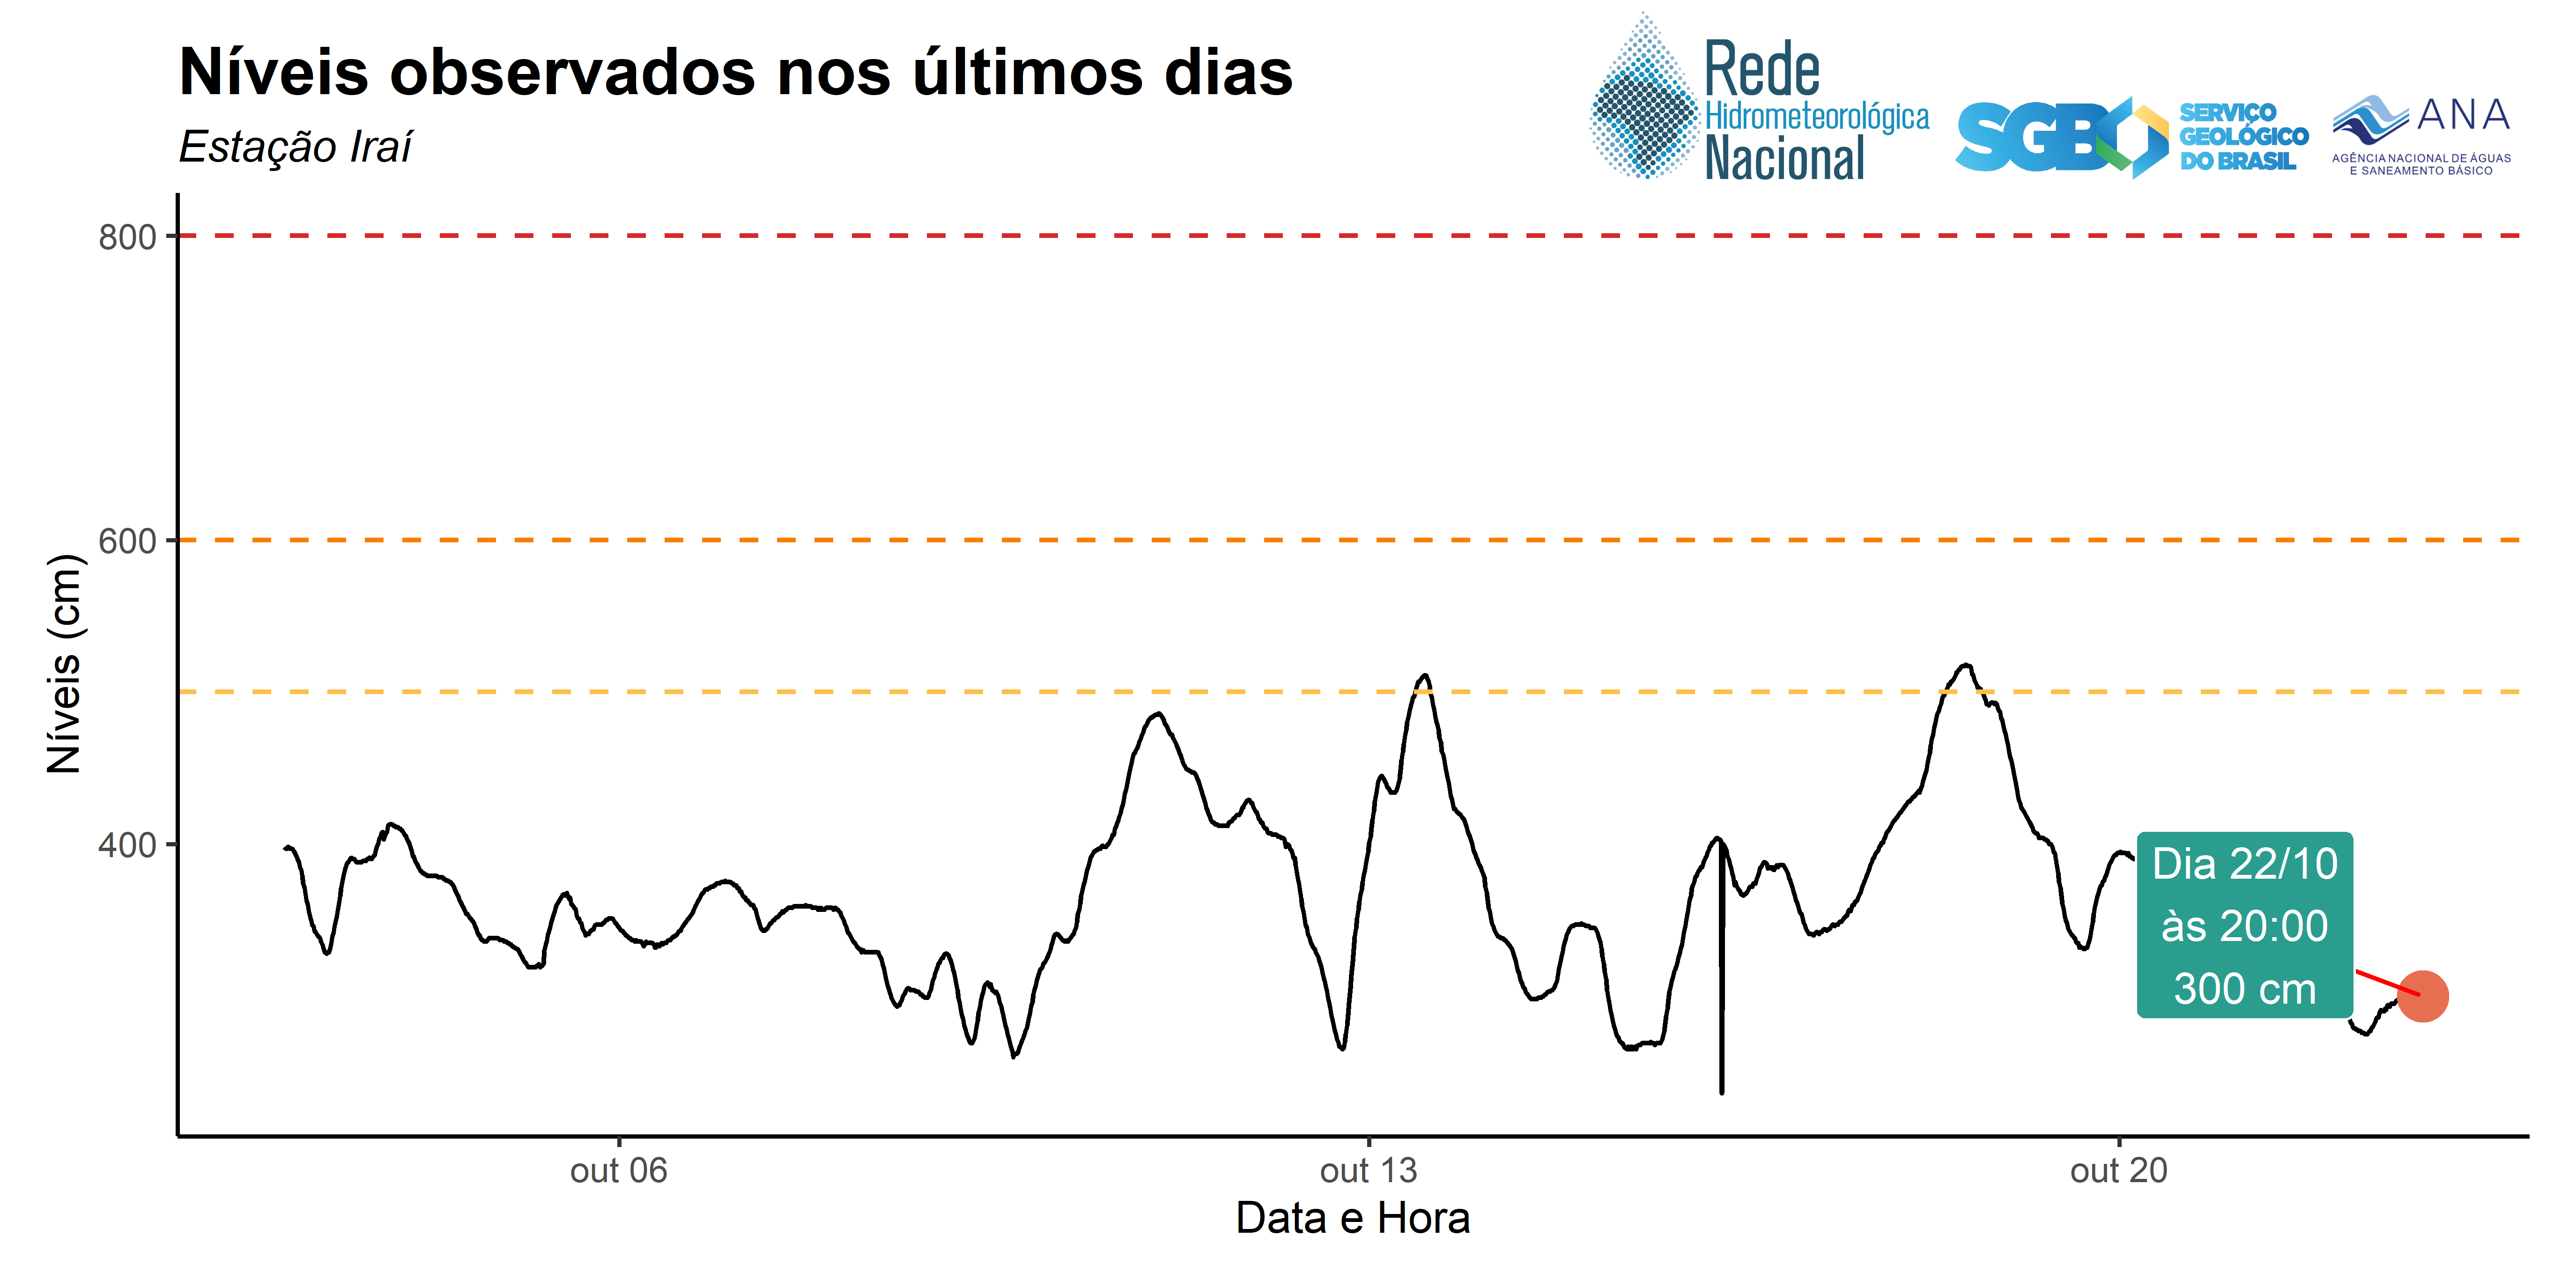 Níveis observados nos últimos dias
Estação Iraí
Rede
Hidrometeorológica
Nacional
SGB
SERVIÇO
GEOLÓGICO
DO BRASIL
ANA
AGÊNCIA NACIONAL DE ÁGUAS
E SANEAMENTO BÁSICO
Níveis (cm)
800
600
400
Dia 22/10
às 20:00
300 cm
out 06
out 13
out 20
Data e Hora